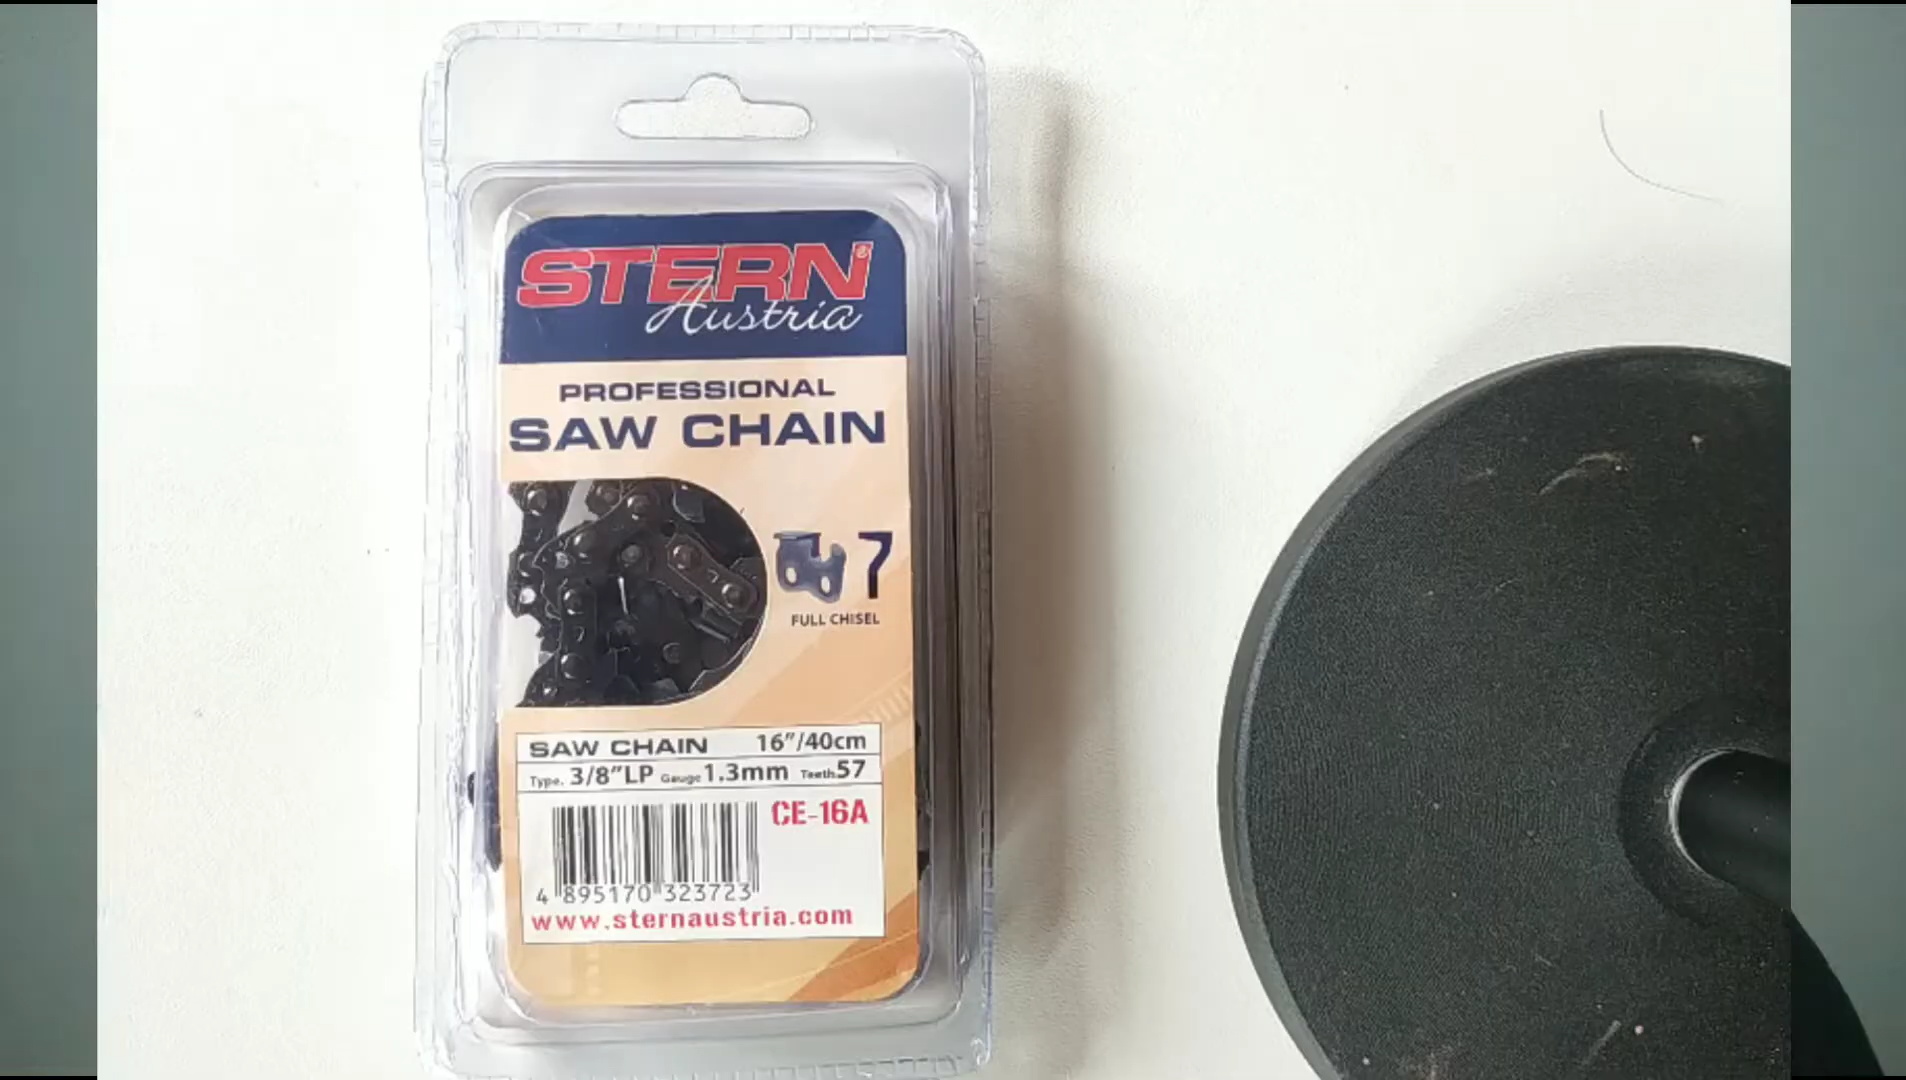 STERN®
Austria
PROFESSIONAL
SAW CHAIN
FULL CHISEL
SAW CHAIN 16"/40cm
Type. 3/8"LP Gauge 1.3mm Teeth.57
CE-16A
4 895170 323723
www.sternaustria.com